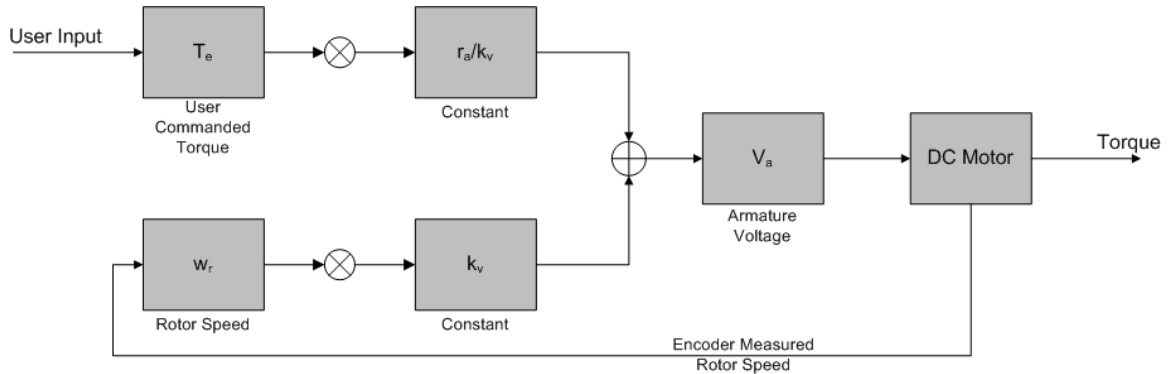 User Input
Tₑ
rₐ/kᵥ
User
Commanded
Torque
Constant
Vₐ
DC Motor
Torque
Armature
Voltage
wᵣ
kᵥ
Rotor Speed
Constant
Encoder Measured
Rotor Speed